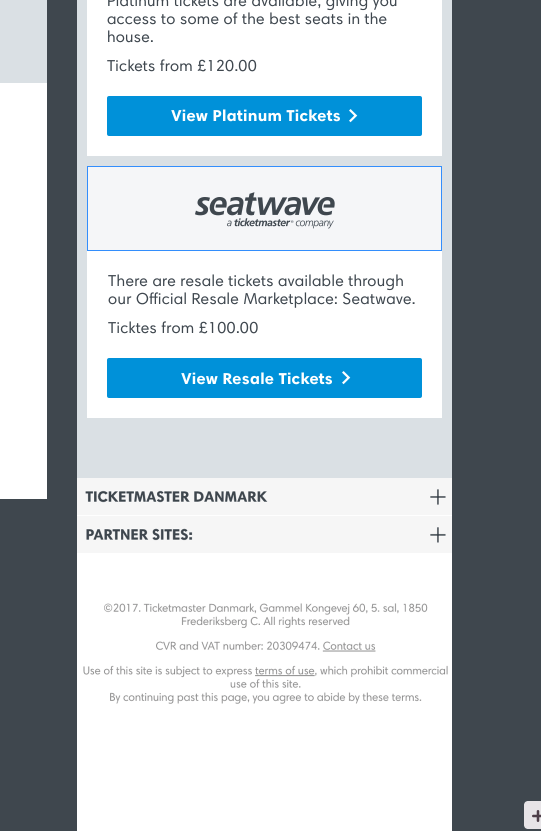 Platinum tickets are available, giving you
access to some of the best seats in the
house.
Tickets from £120.00
View Platinum Tickets
seatwave
a ticketmaster® company
There are resale tickets available through
our Official Resale Marketplace: Seatwave.
Ticktes from £100.00
View Resale Tickets
TICKETMASTER DANMARK
PARTNER SITES:
©2017. Ticketmaster Danmark, Gammel Kongevej 60, 5. sal, 1850
Frederiksberg C. All rights reserved
CVR and VAT number: 20309474. Contact us
Use of this site is subject to express terms of use, which prohibit commercial
use of this site.
By continuing past this page, you agree to abide by these terms.